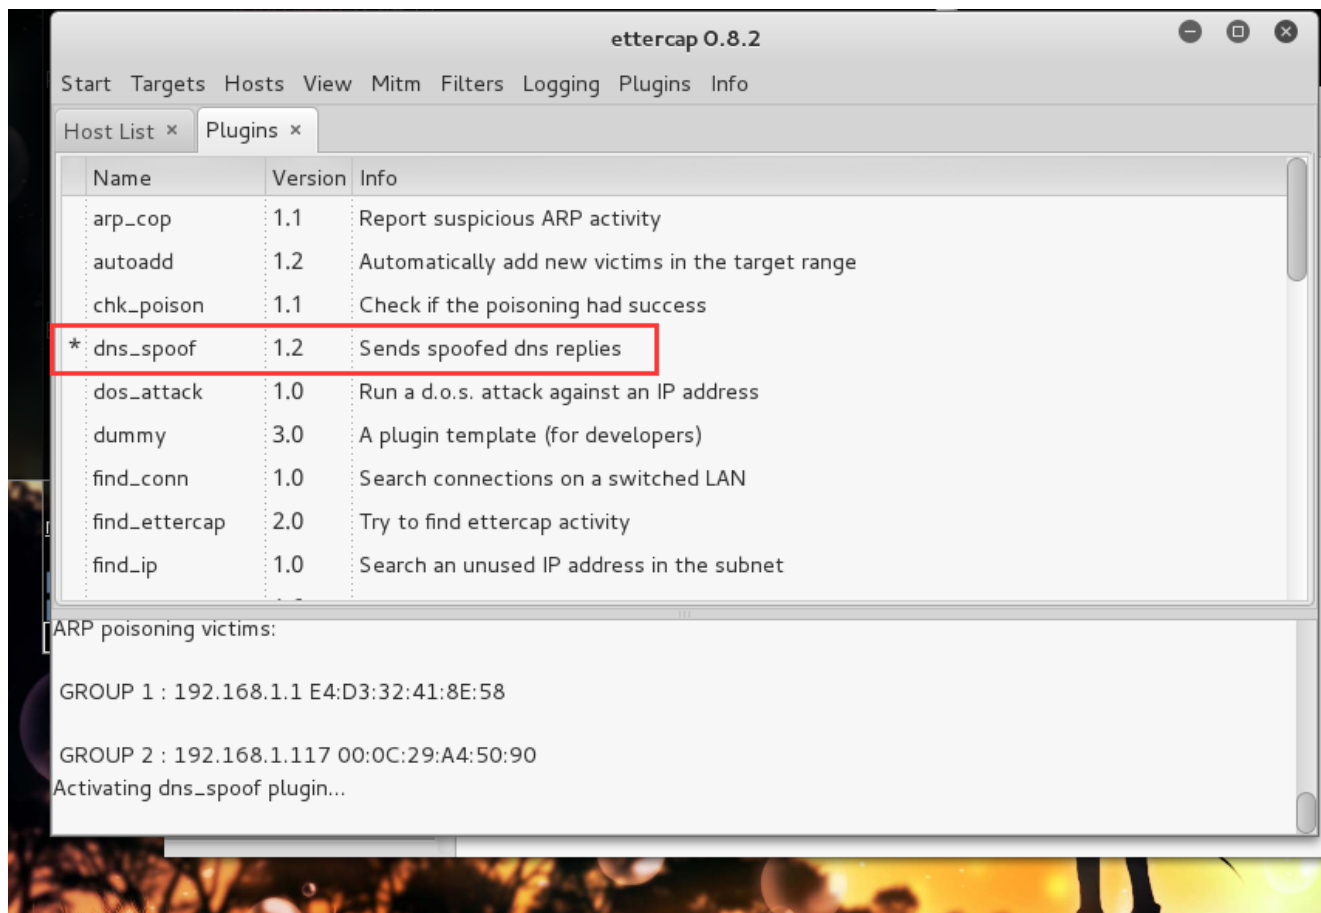 ettercap 0.8.2
Start Targets Hosts View Mitm Filters Logging Plugins Info
Host List × Plugins ×
Name Version Info
arp_cop 1.1 Report suspicious ARP activity
autoadd 1.2 Automatically add new victims in the target range
chk_poison 1.1 Check if the poisoning had success
* dns_spoof 1.2 Sends spoofed dns replies
dos_attack 1.0 Run a d.o.s. attack against an IP address
dummy 3.0 A plugin template (for developers)
find_conn 1.0 Search connections on a switched LAN
find_ettercap 2.0 Try to find ettercap activity
find_ip 1.0 Search an unused IP address in the subnet
ARP poisoning victims:
GROUP 1 : 192.168.1.1 E4:D3:32:41:8E:58
GROUP 2 : 192.168.1.117 00:0C:29:A4:50:90
Activating dns_spoof plugin...